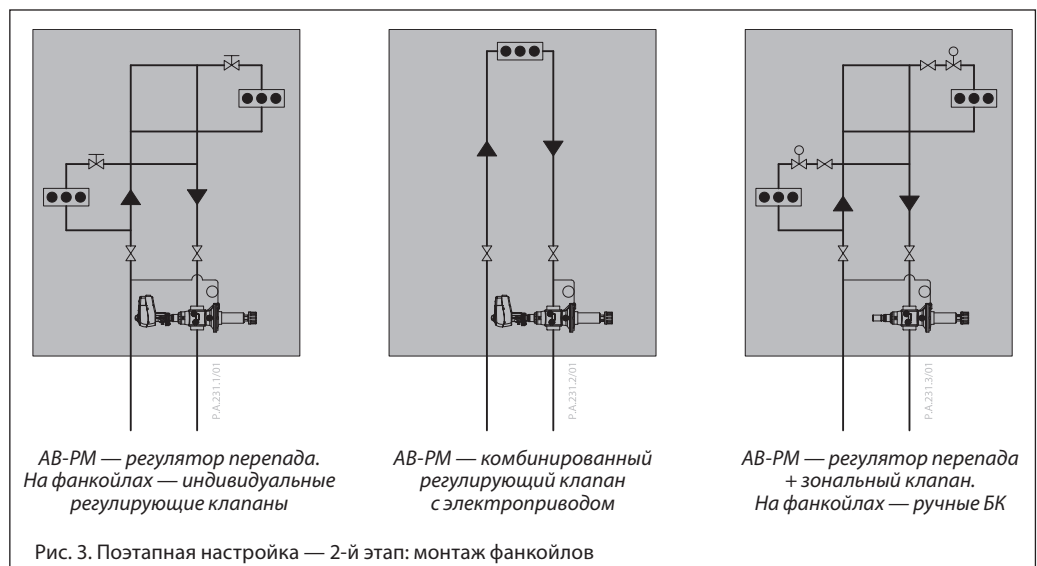 P.A.231.1/01
P.A.231.2/01
P.A.231.3/01
AB-PM — регулятор перепада.
На фанкойлах — индивидуальные
регулирующие клапаны
AB-PM — комбинированный
регулирующий клапан
с электроприводом
AB-PM — регулятор перепада
+ зональный клапан.
На фанкойлах — ручные БК
Рис. 3. Поэтапная настройка — 2-й этап: монтаж фанкойлов